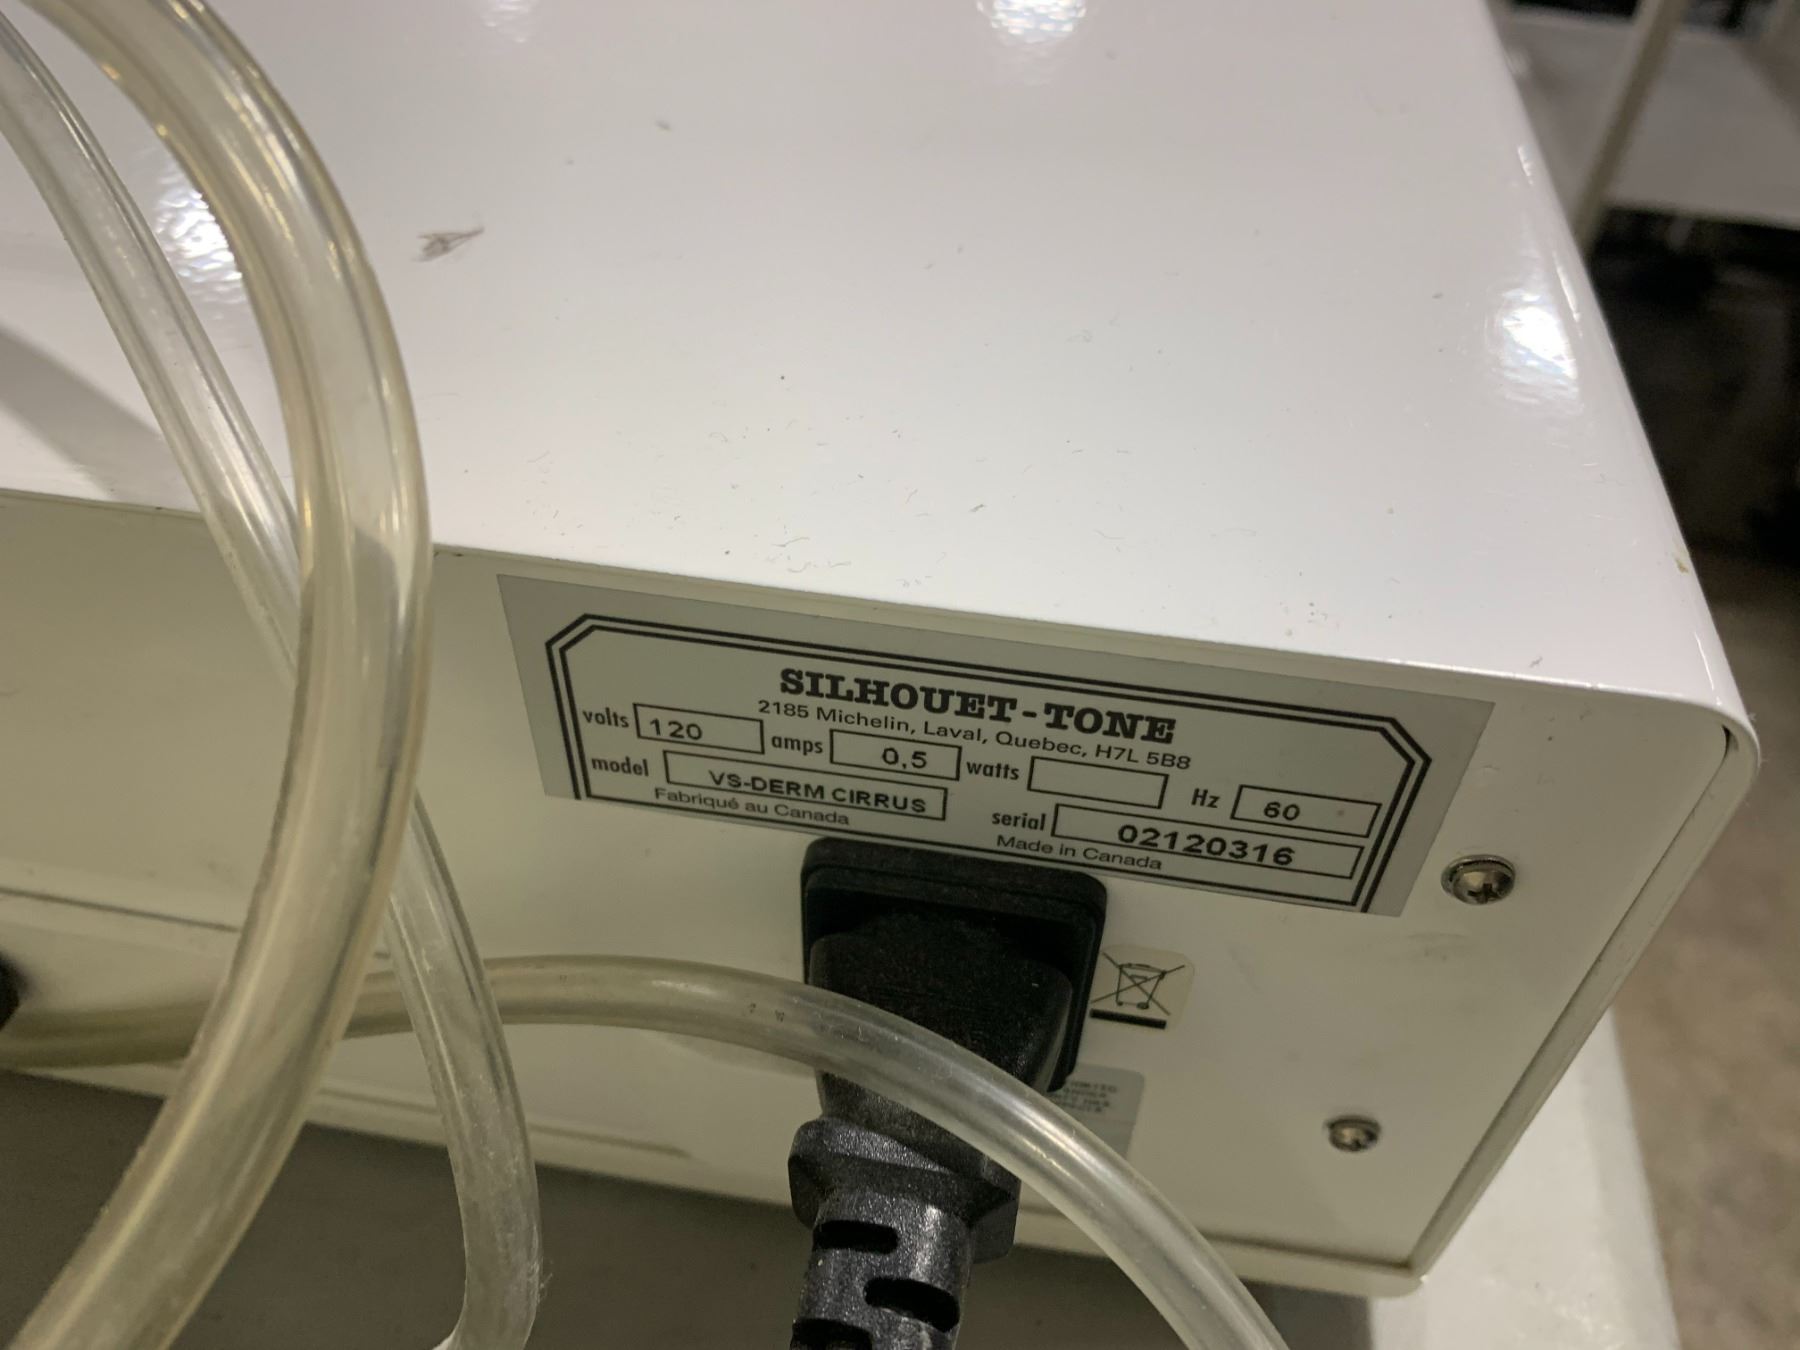 SILHOUET-TONE
2185 Michelin, Laval, Quebec, H7L 5B8
volts 120 amps 0,5 watts Hz 60
model VS-DERM CIRRUS serial 02120316
Fabriqué au Canada Made in Canada